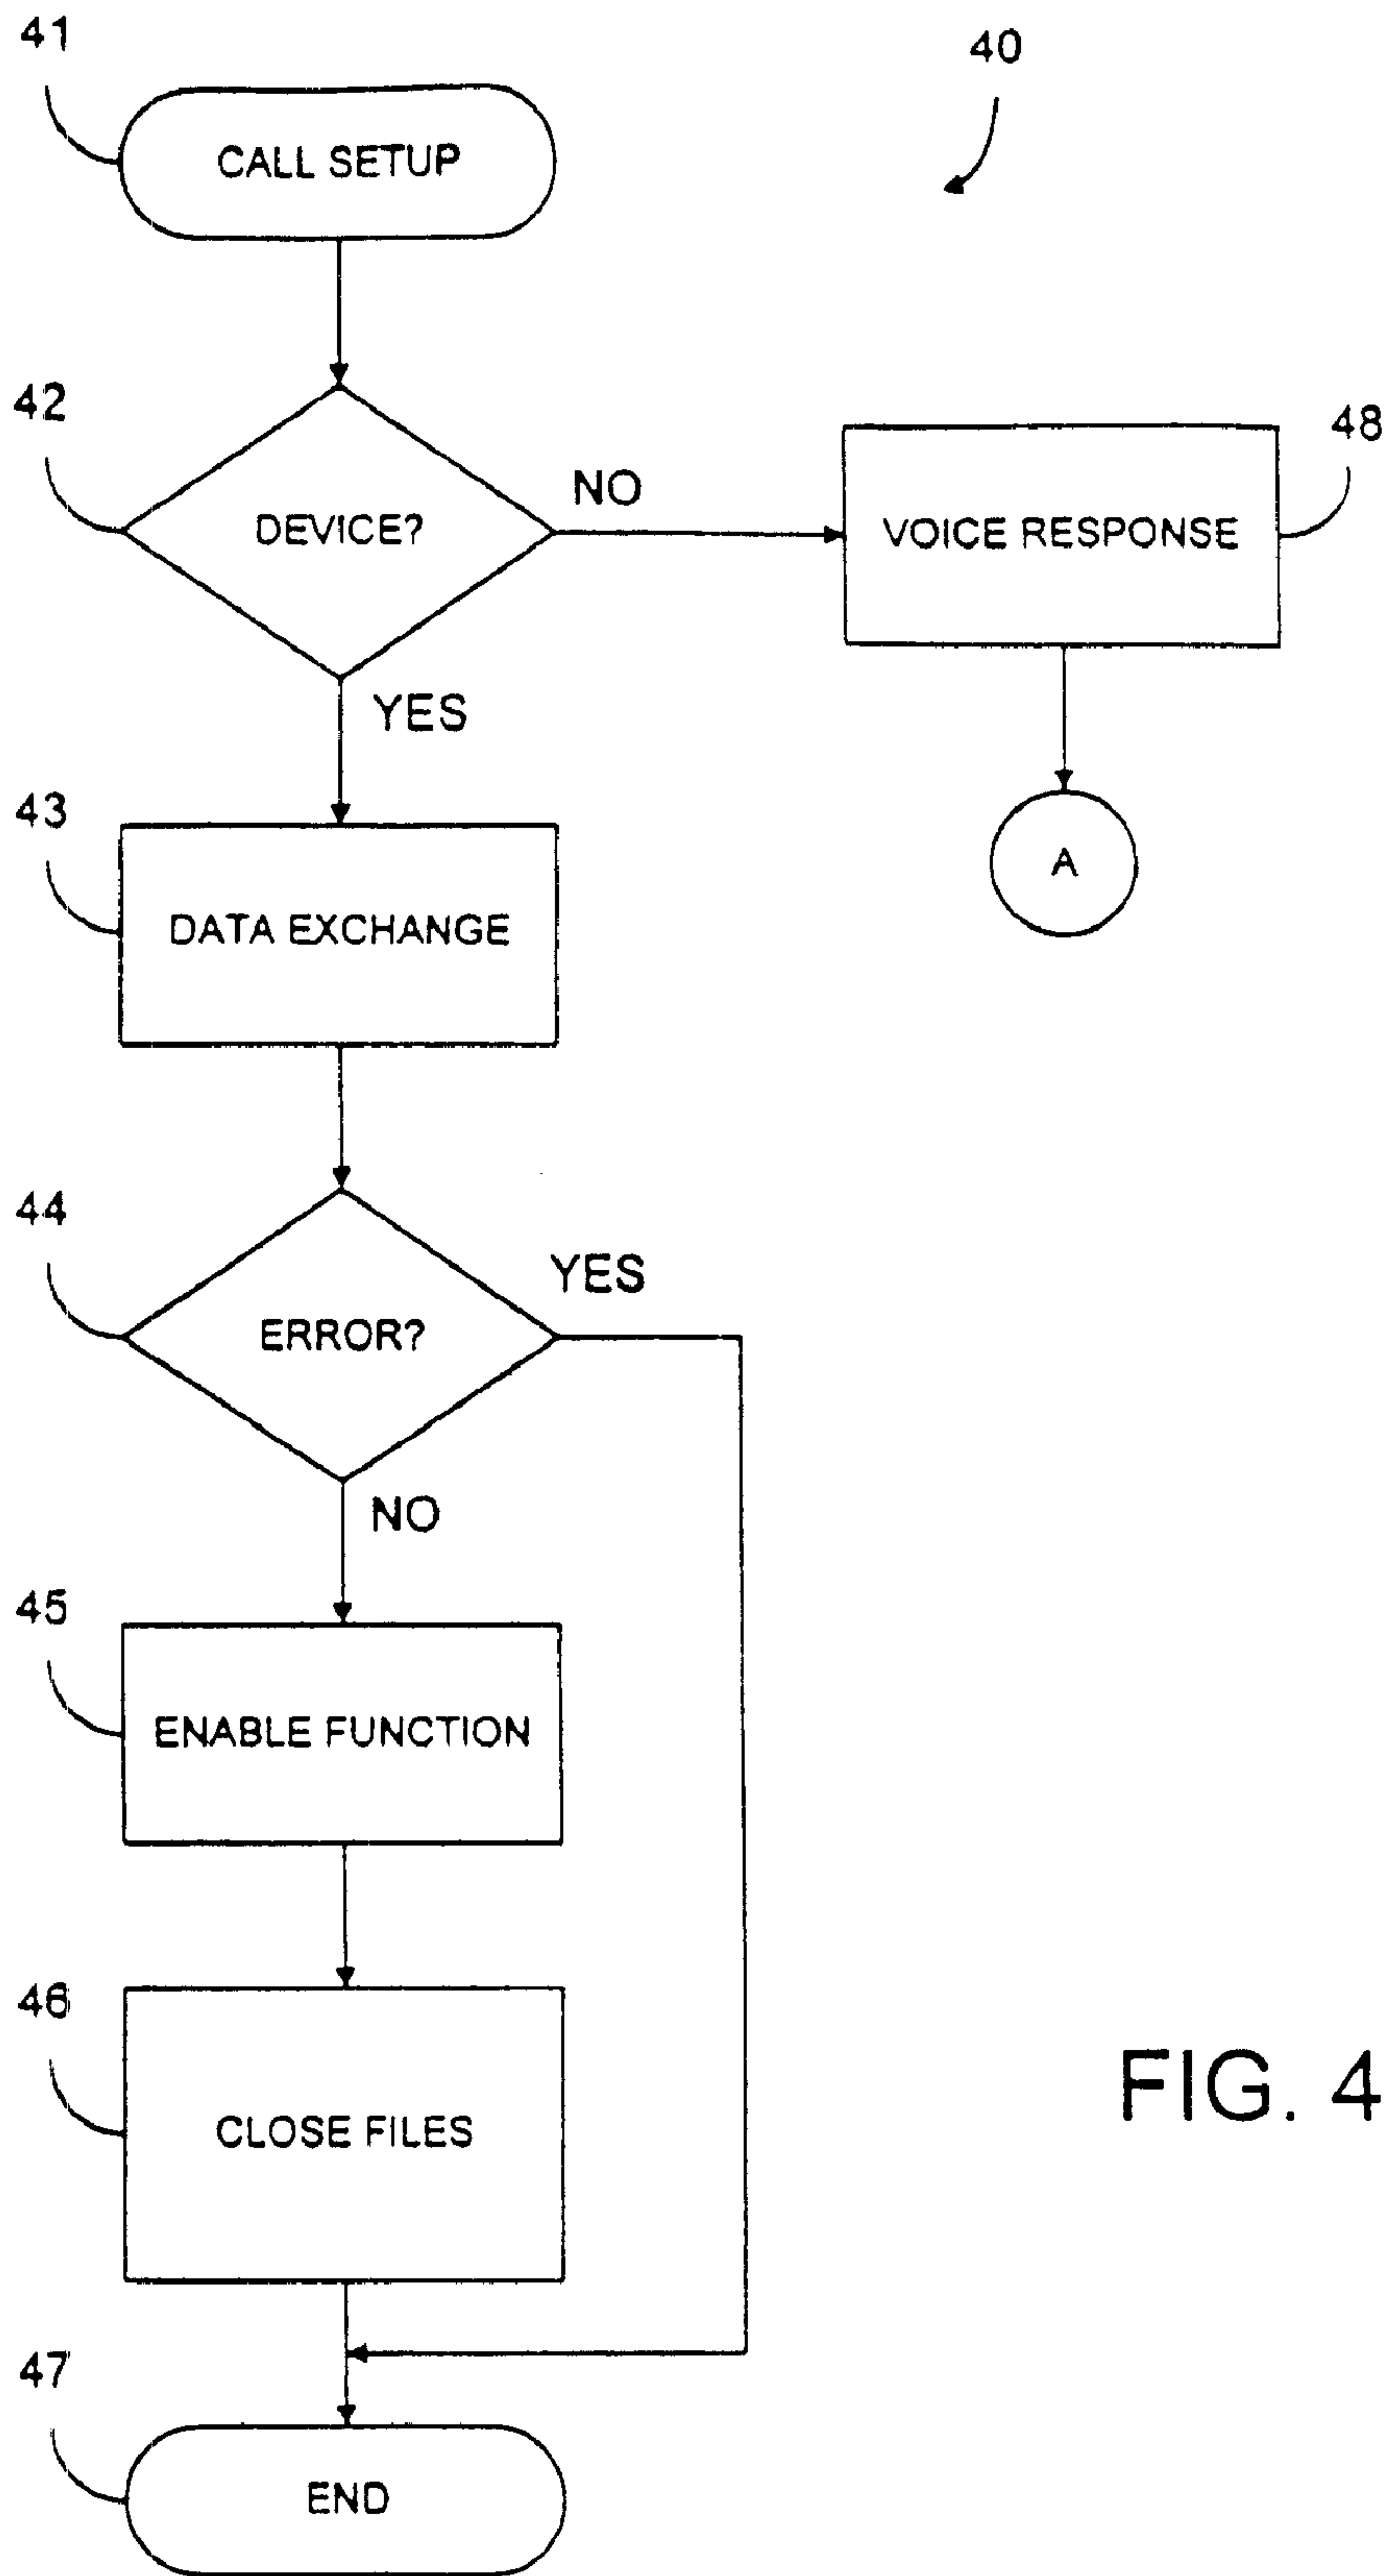 41
40
CALL SETUP
42
48
NO
DEVICE?
VOICE RESPONSE
YES
43
A
DATA EXCHANGE
44
YES
ERROR?
NO
45
ENABLE FUNCTION
46
CLOSE FILES
FIG. 4
47
END